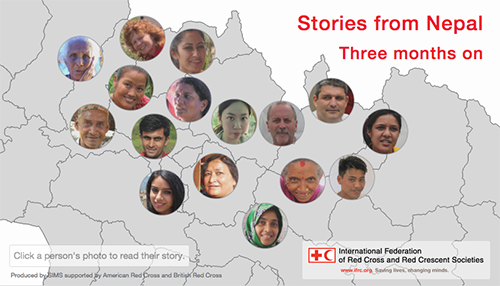 Stories from Nepal
Three months on
Click a person's photo to read their story.
Produced by SIMS supported by American Red Cross and British Red Cross
International Federation
of Red Cross and Red Crescent Societies
www.ifrc.org Saving lives, changing minds.